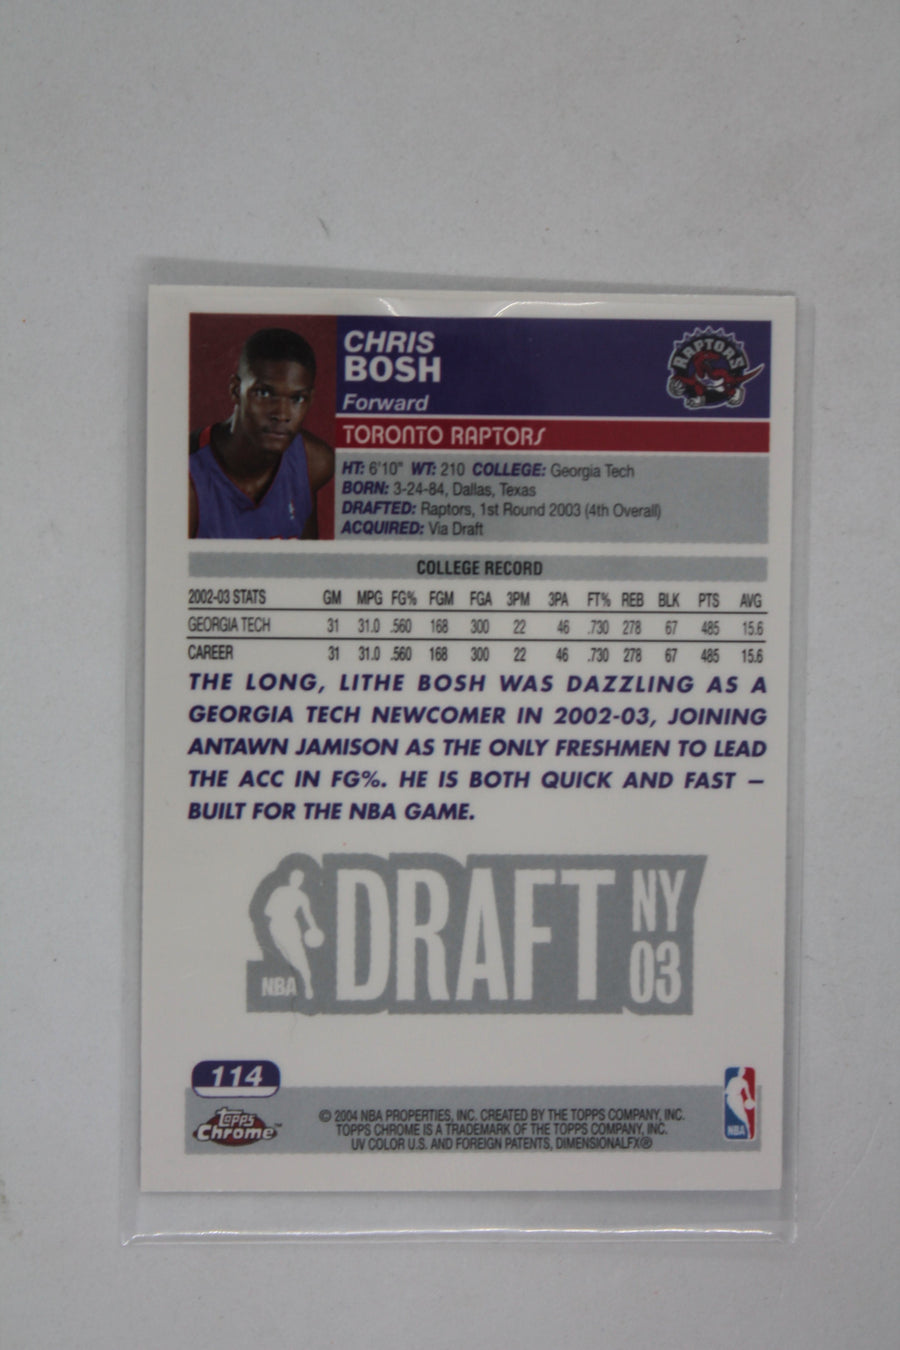 CHRIS
BOSH
Forward
RAPTORS
TORONTO RAPTORS
HT: 6'10" WT: 210 COLLEGE: Georgia Tech
BORN: 3-24-84, Dallas, Texas
DRAFTED: Raptors, 1st Round 2003 (4th Overall)
ACQUIRED: Via Draft
COLLEGE RECORD
2002-03 STATS GM MPG FG% FGM FGA 3PM 3PA FT% REB BLK PTS AVG
GEORGIA TECH 31 31.0 .560 168 300 22 46 .730 278 67 485 15.6
CAREER 31 31.0 .560 168 300 22 46 .730 278 67 485 15.6
THE LONG, LITHE BOSH WAS DAZZLING AS A
GEORGIA TECH NEWCOMER IN 2002-03, JOINING
ANTAWN JAMISON AS THE ONLY FRESHMEN TO LEAD
THE ACC IN FG%. HE IS BOTH QUICK AND FAST –
BUILT FOR THE NBA GAME.
NBA DRAFT NY
03
114
Topps
Chrome™
© 2004 NBA PROPERTIES, INC. CREATED BY THE TOPPS COMPANY, INC.
TOPPS CHROME IS A TRADEMARK OF THE TOPPS COMPANY, INC.
UV COLOR U.S. AND FOREIGN PATENTS, DIMENSIONALFX®
NBA